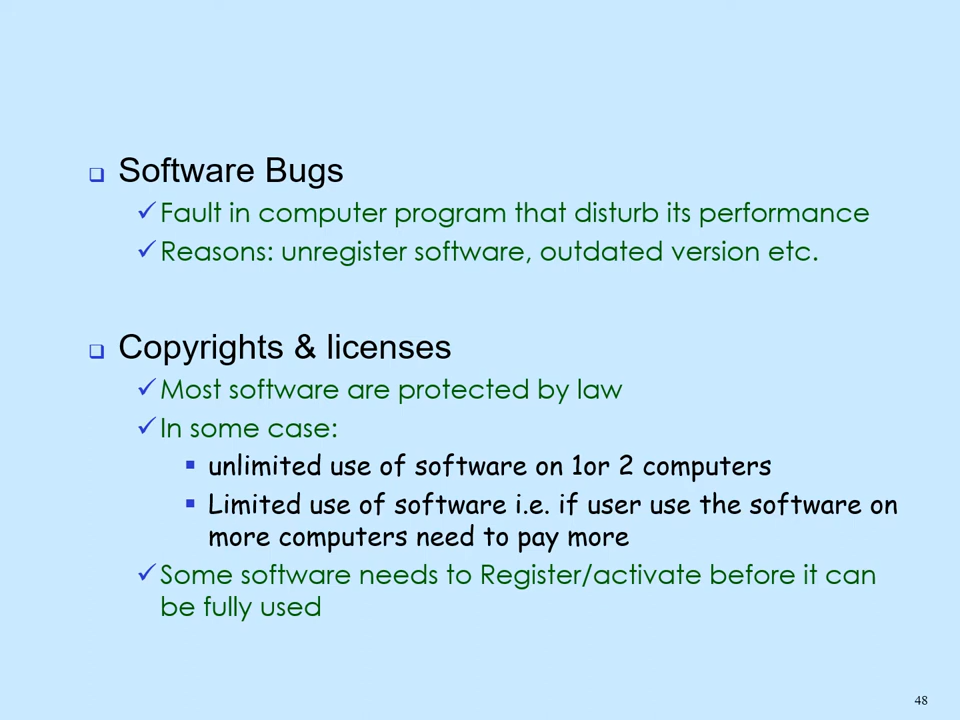 Software Bugs
Fault in computer program that disturb its performance
Reasons: unregister software, outdated version etc.
Copyrights & licenses
Most software are protected by law
In some case:
unlimited use of software on 1or 2 computers
Limited use of software i.e. if user use the software on
more computers need to pay more
Some software needs to Register/activate before it can
be fully used
48